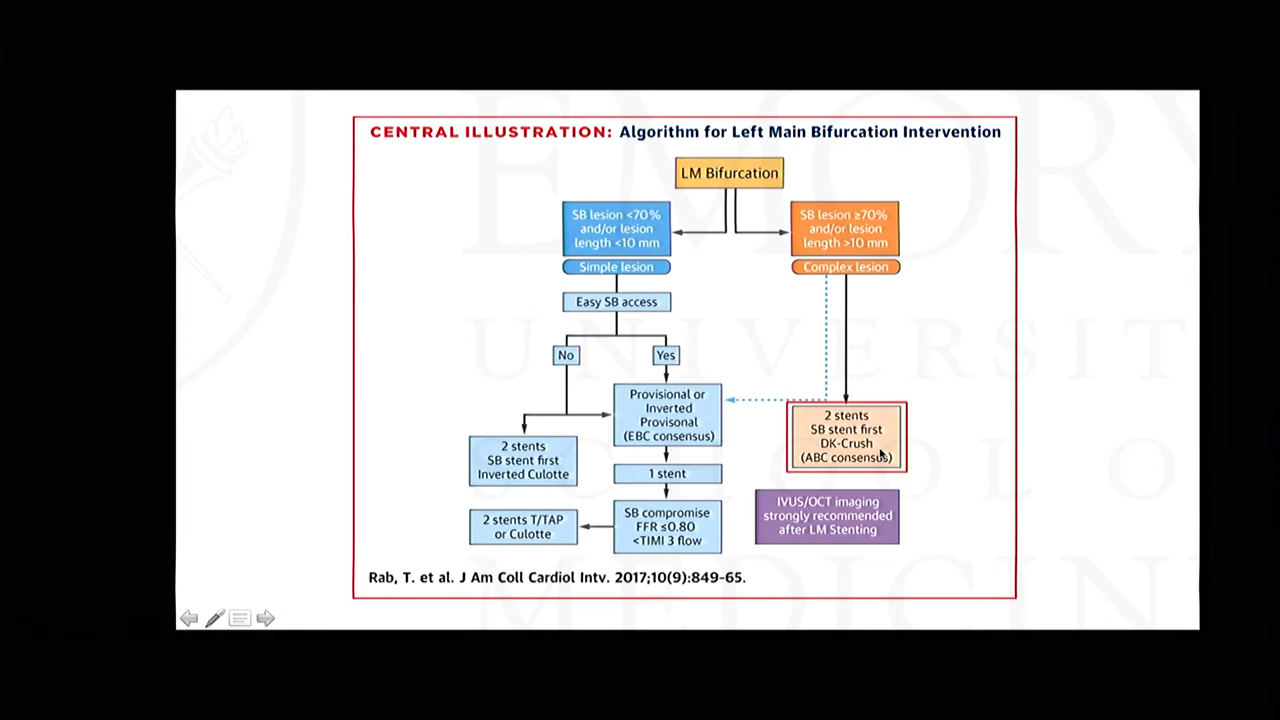 CENTRAL ILLUSTRATION: Algorithm for Left Main Bifurcation Intervention
LM Bifurcation
SB lesion <70%
and/or lesion
length <10 mm
Simple lesion
SB lesion ≥70%
and/or lesion
length >10 mm
Complex lesion
Easy SB access
No
Yes
Provisional or
Inverted
Provisonal
(EBC consensus)
2 stents
SB stent first
DK-Crush
(ABC consensus)
2 stents
SB stent first
Inverted Culotte
1 stent
SB compromise
FFR ≤0.80
<TIMI 3 flow
2 stents T/TAP
or Culotte
IVUS/OCT imaging
strongly recommended
after LM Stenting
Rab, T. et al. J Am Coll Cardiol Intv. 2017;10(9):849-65.
EMORY
UNIVERSIT
SCHOOL O
MEDICIN